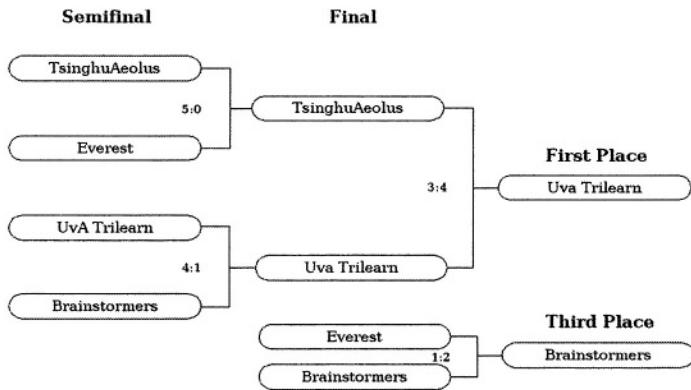 Semifinal
Final
TsinghuAeolus
5:0
TsinghuAeolus
Everest
First Place
3:4
Uva Trilearn
UvA Trilearn
4:1
Uva Trilearn
Brainstormers
Third Place
Everest
1:2
Brainstormers
Brainstormers